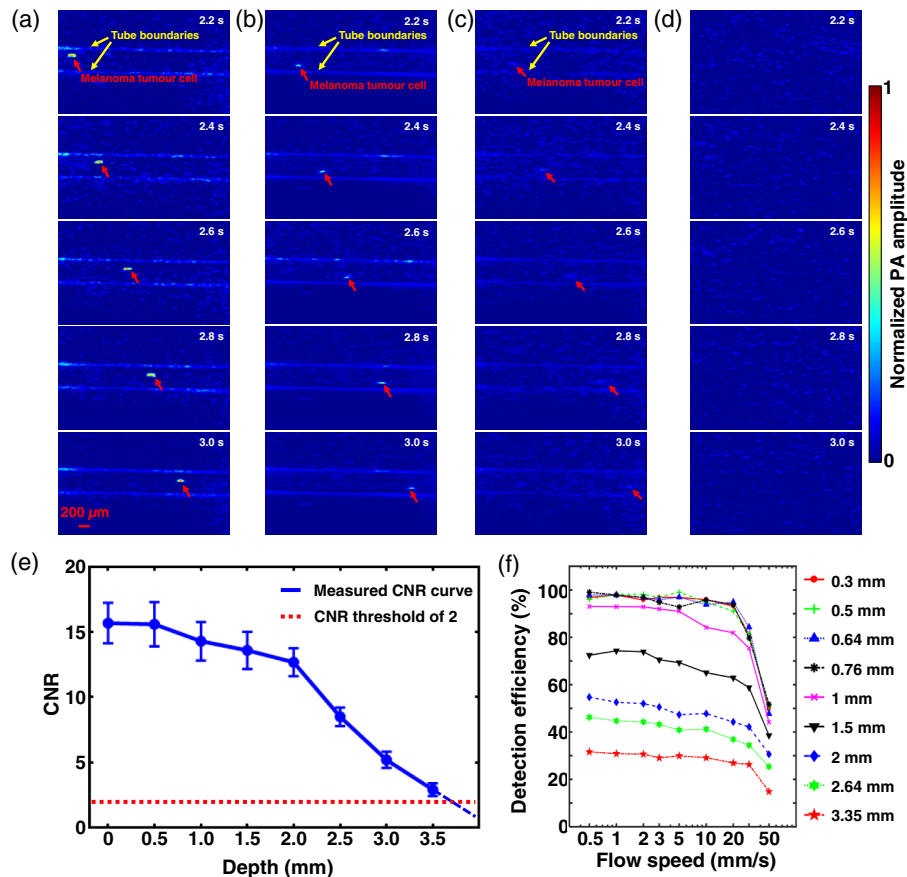 (a)
(b)
(c)
(d)
2.2 s
Tube boundaries
Melanoma tumour cell
2.2 s
Tube boundaries
Melanoma tumour cell
2.2 s
Tube boundaries
Melanoma tumour cell
2.2 s
2.4 s
2.4 s
2.4 s
2.4 s
2.6 s
2.6 s
2.6 s
2.6 s
2.8 s
2.8 s
2.8 s
2.8 s
3.0 s
3.0 s
3.0 s
3.0 s
200 µm
1
Normalized PA amplitude
0
(e)
20
15
10
5
0
CNR
Measured CNR curve
CNR threshold of 2
0 0.5 1.0 1.5 2.0 2.5 3.0 3.5
Depth (mm)
(f)
100
80
60
40
20
0
Detection efficiency (%)
0.5 1 2 3 5 10 20 50
Flow speed (mm/s)
0.3 mm
0.5 mm
0.64 mm
0.76 mm
1 mm
1.5 mm
2 mm
2.64 mm
3.35 mm